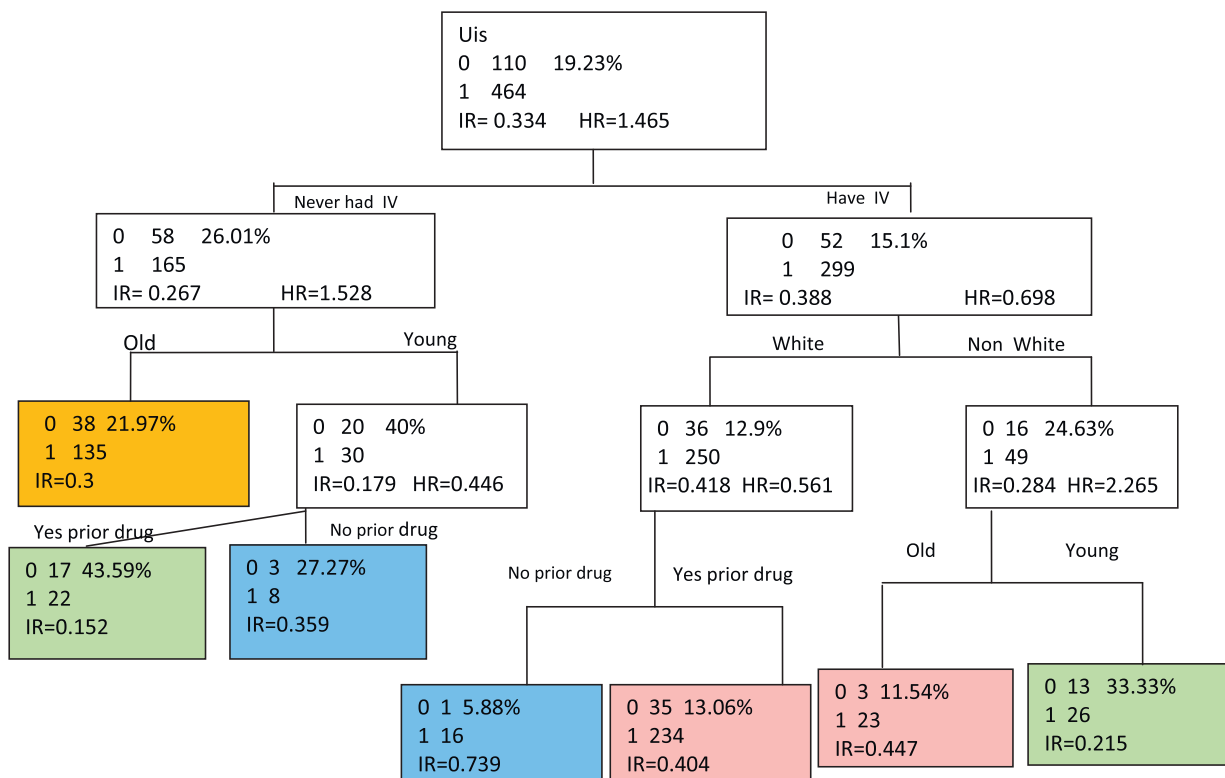 Uis
0 110 19.23%
1 464
IR= 0.334 HR=1.465
Never had IV
Have IV
0 58 26.01%
1 165
IR= 0.267 HR=1.528
0 52 15.1%
1 299
IR= 0.388 HR=0.698
Old
Young
White
Non White
0 38 21.97%
1 135
IR=0.3
0 20 40%
1 30
IR=0.179 HR=0.446
0 36 12.9%
1 250
IR=0.418 HR=0.561
0 16 24.63%
1 49
IR=0.284 HR=2.265
Yes prior drug
No prior drug
No prior drug
Yes prior drug
Old
Young
0 17 43.59%
1 22
IR=0.152
0 3 27.27%
1 8
IR=0.359
0 1 5.88%
1 16
IR=0.739
0 35 13.06%
1 234
IR=0.404
0 3 11.54%
1 23
IR=0.447
0 13 33.33%
1 26
IR=0.215